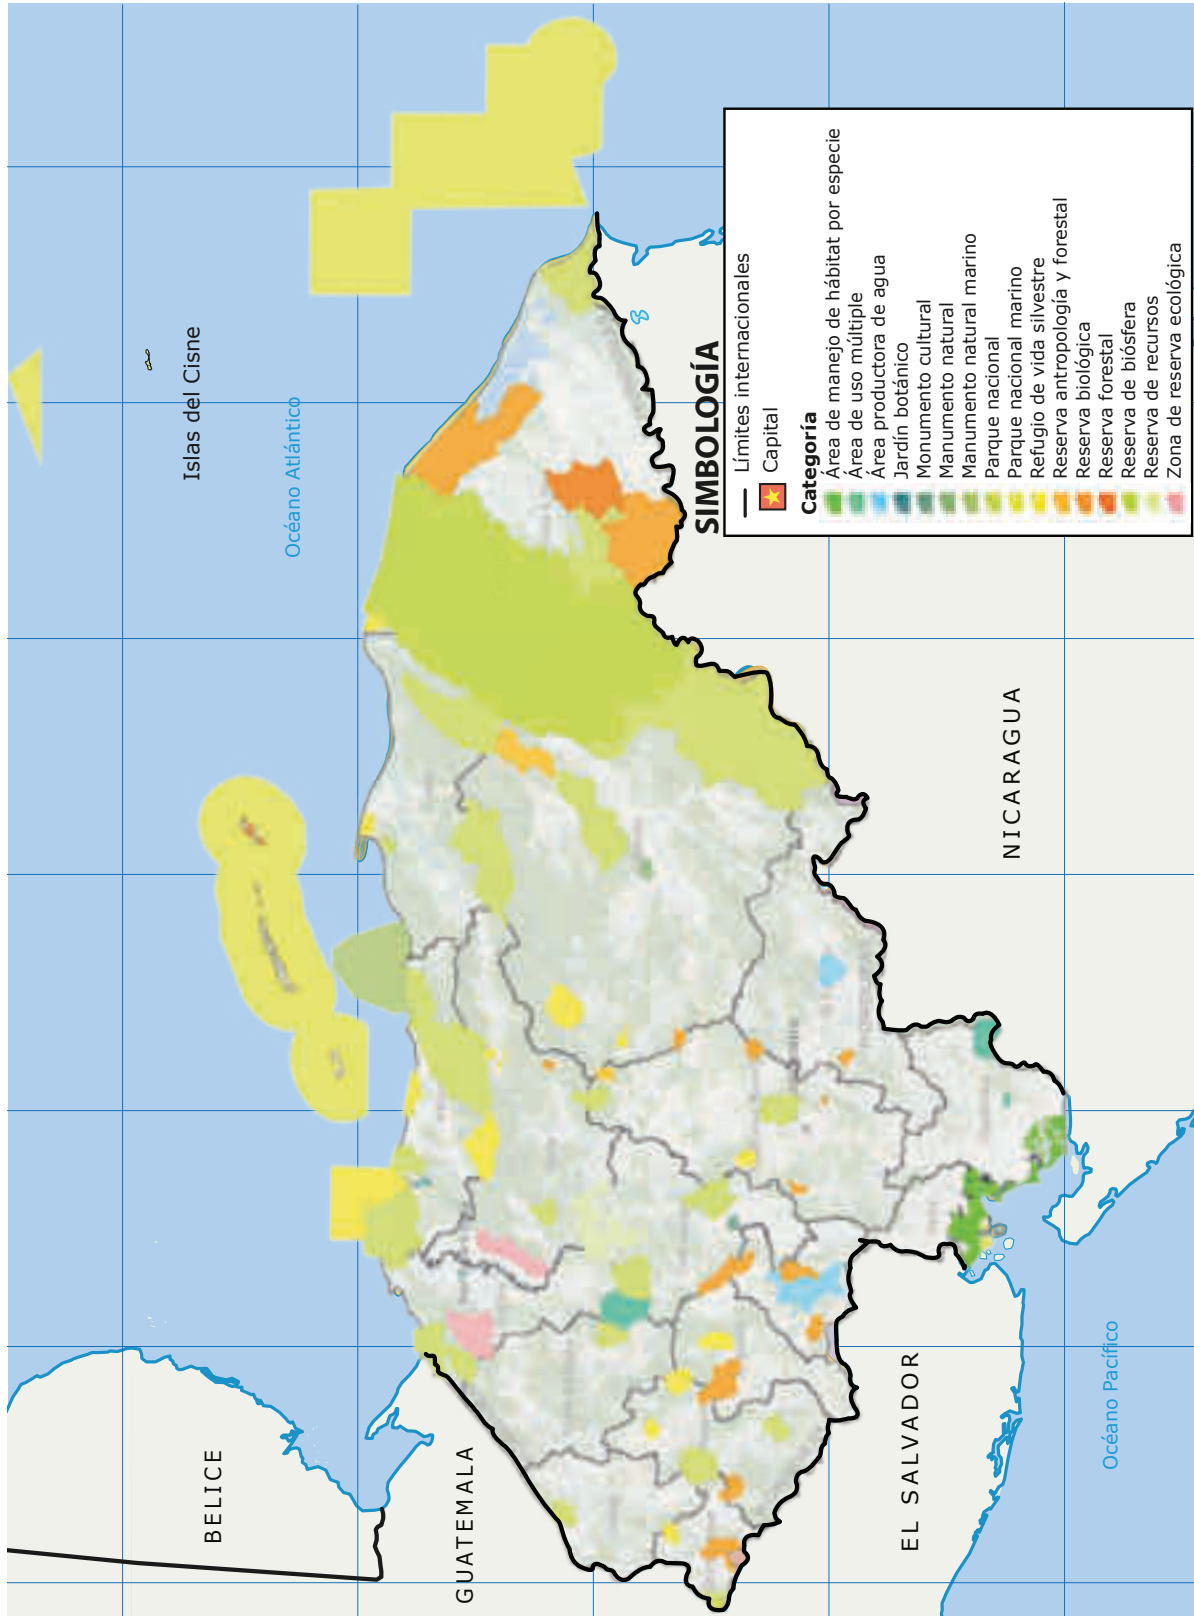 Islas del Cisne
Océano Atlántico
BELICE
GUATEMALA
EL SALVADOR
NICARAGUA
Océano Pacífico
SIMBOLOGÍA
Límites internacionales
Capital
Categoría
Área de manejo de hábitat por especie
Área de uso múltiple
Área productora de agua
Jardín botánico
Monumento cultural
Manumento natural
Manumento natural marino
Parque nacional
Parque nacional marino
Refugio de vida silvestre
Reserva antropología y forestal
Reserva biológica
Reserva forestal
Reserva de biósfera
Reserva de recursos
Zona de reserva ecológica